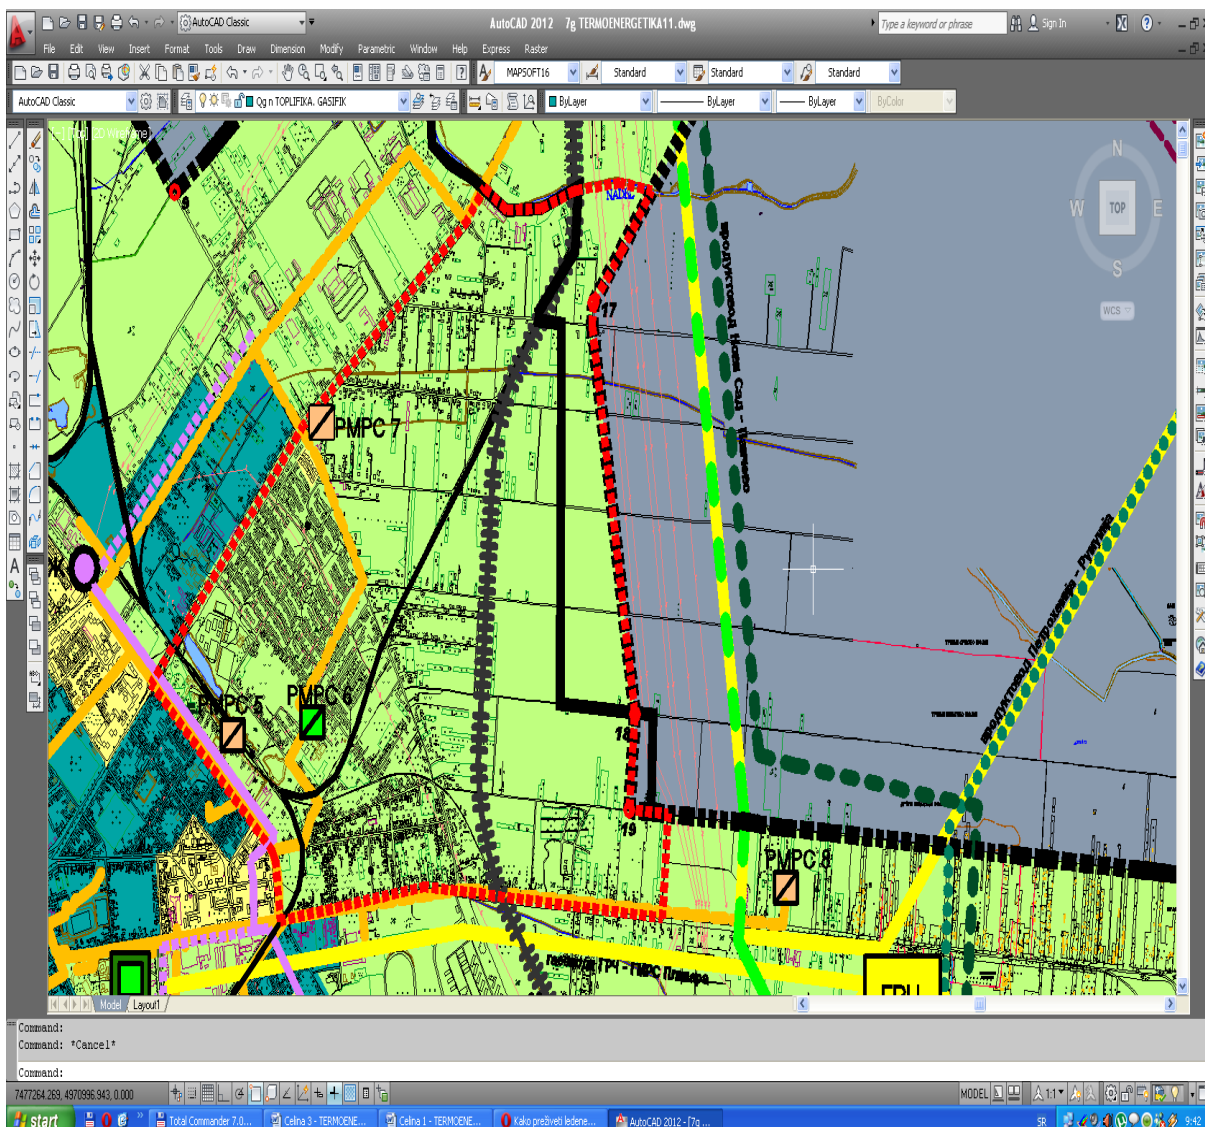 AutoCAD Classic
AutoCAD 2012    7g TERMOENERGETIKA11.dwg
Type a keyword or phrase
Sign In
File Edit View Insert Format Tools Draw Dimension Modify Parametric Window Help Express Raster
MAPSOFT16
Standard
Standard
Standard
AutoCAD Classic
Qg n TOPLIFIKA. GASIFIK
ByLayer
ByLayer
ByLayer
ByColor
N
W
TOP
E
S
WCS
9
17
PMPC 7
PMPC 5
PMPC 6
18
19
PMPC 8
Model
Layout1
Command:
Command: *Cancel*
Command:
7477264.269, 4970996.943, 0.000
MODEL
1:1
start
Total Commander 7.0...
Celina 3 - TERMOENE...
Celina 1 - TERMOENE...
Kako preživeti ledene...
AutoCAD 2012 - [7g ...
SR
9:42